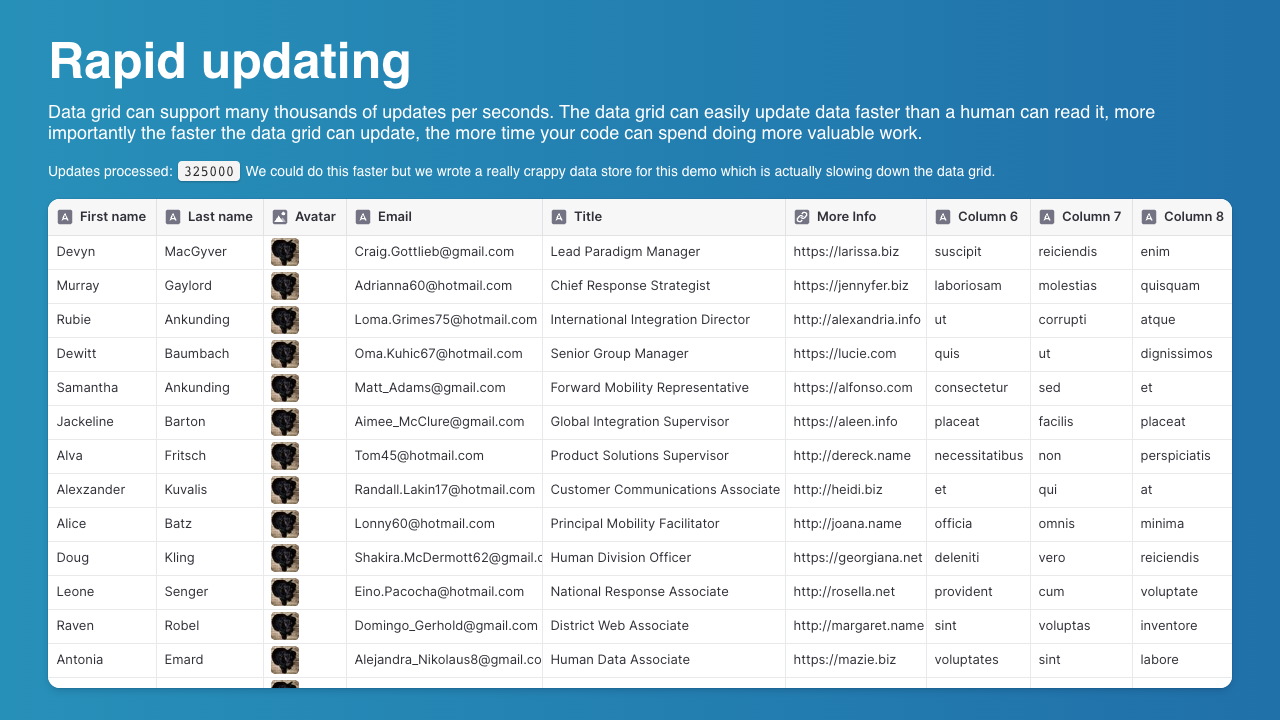 Rapid updating
Data grid can support many thousands of updates per seconds. The data grid can easily update data faster than a human can read it, more
importantly the faster the data grid can update, the more time your code can spend doing more valuable work.
Updates processed: 325000 We could do this faster but we wrote a really crappy data store for this demo which is actually slowing down the data grid.
First name Last name Avatar Email Title More Info Column 6 Column 7 Column 8
Devyn MacGyver Craig.Gottlieb@gmail.com Lead Paradigm Manager https://larissa.biz suscipit reiciendis enim
Murray Gaylord Adrianna60@hotmail.com Chief Response Strategist https://jennyfer.biz laboriosam molestias quisquam
Rubie Ankunding Loma.Grimes75@hotmail.com International Integration Director http://alexandria.info ut corrupti atque
Dewitt Baumbach Orra.Kuhic67@hotmail.com Senior Group Manager https://lucie.com quis ut dignissimos
Samantha Ankunding Matt_Adams@gmail.com Forward Mobility Representative https://alfonso.com consequatur sed et
Jackeline Barton Aimee_McClure@gmail.com Global Integration Supervisor https://aleen.info placeat facilis placeat
Alva Fritsch Tom45@hotmail.com Product Solutions Supervisor http://dereck.name necessitatibus non perspiciatis
Alexzander Kuvalis Randall.Lakin17@hotmail.com Customer Communications Associate http://heidi.biz et qui et
Alice Batz Lonny60@hotmail.com Principal Mobility Facilitator http://joana.name officia omnis minima
Doug Kling Shakira.McDermott62@gmail.c Human Division Officer https://georgiana.net deleniti vero reiciendis
Leone Senger Elmo.Pacocha@hotmail.com National Response Associate http://rosella.net provident cum voluptate
Raven Robel Domingo_Gerhold@gmail.com District Web Associate http://margaret.name sint voluptas inventore
Antonia Emard Alejandra_Nikolaus8@gmail.co Human Data Associate https://mazie.biz voluptates sint labore